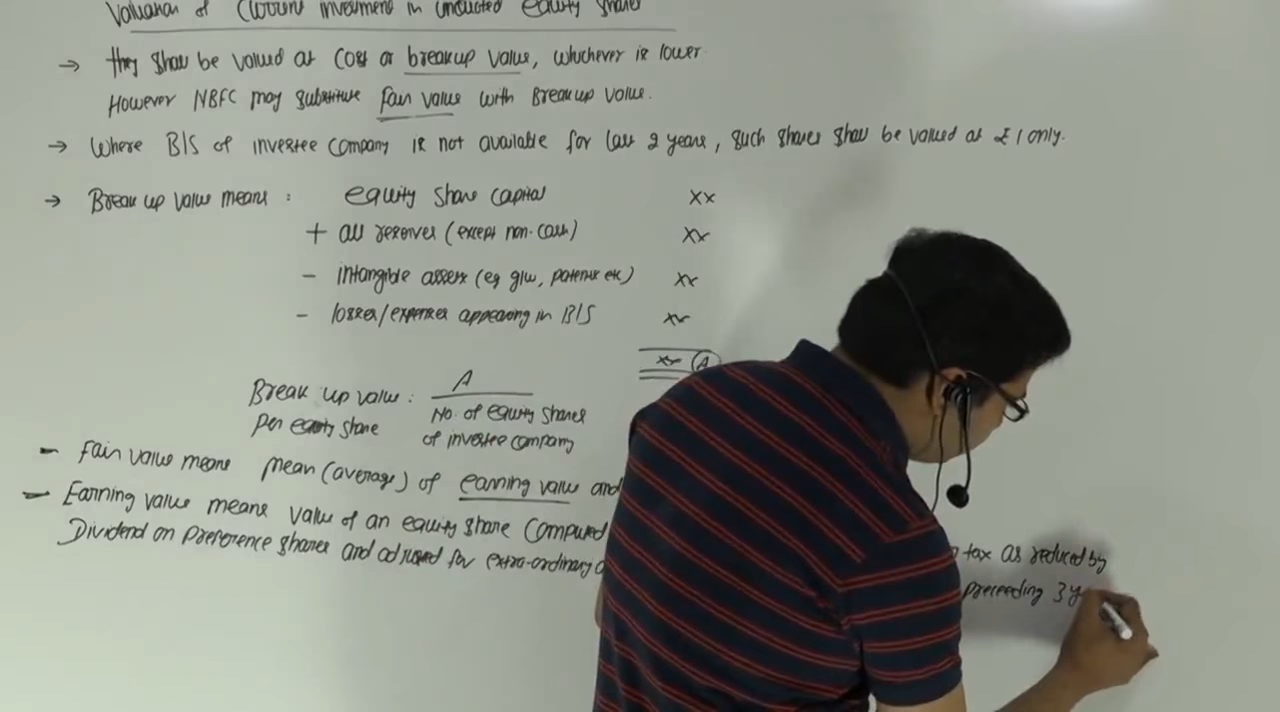 Valuation of Current investment in unquoted equity shares
→ They shall be valued at cost or breakup value, whichever is lower
However NBFC may substitute Fair value with Breakup value.
→ Where B/S of investee company is not available for last 2 years, such shares shall be valued at ₹ 1 only.
→ Break up value means : equity share capital xx
+ all reserves (except non-cash) xx
- intangible assets (eg g/w, patents etc) xx
- losses/expenses appearing in B/S xx
xx (A)
Break up value : A
Per equity share No. of equity shares
of investee company
- Fair value means mean (average) of earning value and
- Earning value means value of an equity share computed tax as reduced by
Dividend on preference shares and adjusted for extra-ordinary preceeding 3 y